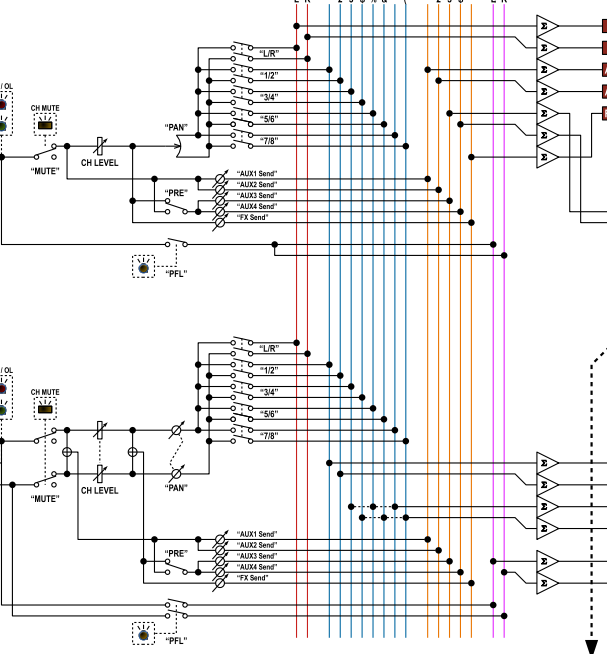 / OL
CH MUTE
"MUTE"
CH LEVEL
"PAN"
"L/R"
"1/2"
"3/4"
"5/6"
"7/8"
"PRE"
"AUX1 Send"
"AUX2 Send"
"AUX3 Send"
"AUX4 Send"
"FX Send"
"PFL"
Σ
Σ
Σ
Σ
Σ
Σ
Σ
/ OL
CH MUTE
"MUTE"
CH LEVEL
"PAN"
"L/R"
"1/2"
"3/4"
"5/6"
"7/8"
"PRE"
"AUX1 Send"
"AUX2 Send"
"AUX3 Send"
"AUX4 Send"
"FX Send"
"PFL"
Σ
Σ
Σ
Σ
Σ
Σ